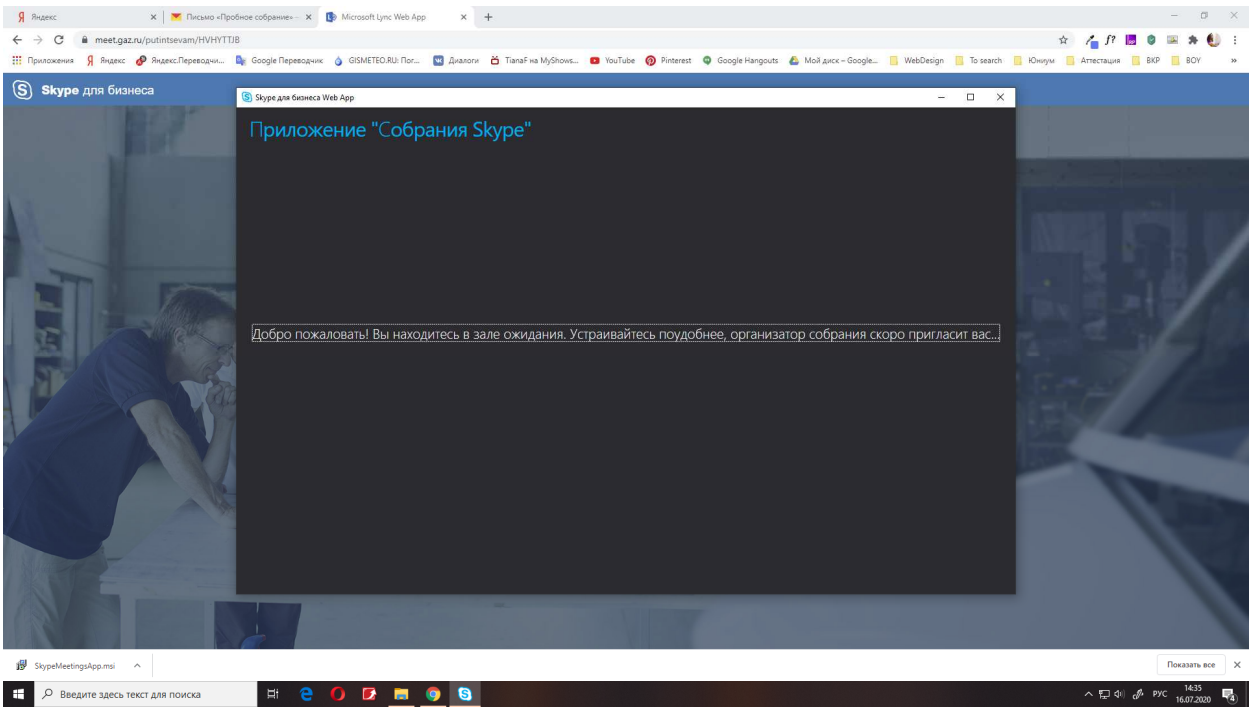 Яндекс
Письмо «Пробное собрание» —
Microsoft Lync Web App
meet.gaz.ru/putintsevam/HVHYTTJB
f?
Приложения
Яндекс
Яндекс.Переводчи...
Google Переводчик
GISMETEO.RU: Пог...
Диалоги
TianaF на MyShows...
YouTube
Pinterest
Google Hangouts
Мой диск – Google...
WebDesign
To search
Юниум
Аттестация
ВКР
ВОУ
»
Skype для бизнеса
Skype для бизнеса Web App
Приложение "Собрания Skype"
Добро пожаловать! Вы находитесь в зале ожидания. Устраивайтесь поудобнее, организатор собрания скоро пригласит вас...
SkypeMeetingsApp.msi
Показать все
Введите здесь текст для поиска
РУС
14:35
16.07.2020
4